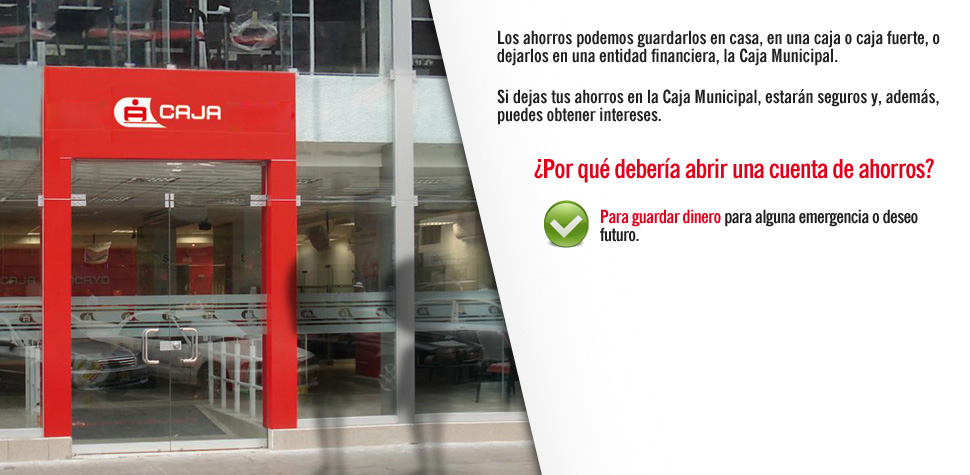 CAJA
CAJA
NCAYO
Los ahorros podemos guardarlos en casa, en una caja o caja fuerte, o
dejarlos en una entidad financiera, la Caja Municipal.
Si dejas tus ahorros en la Caja Municipal, estarán seguros y, además,
puedes obtener intereses.
¿Por qué debería abrir una cuenta de ahorros?
Para guardar dinero para alguna emergencia o deseo
futuro.